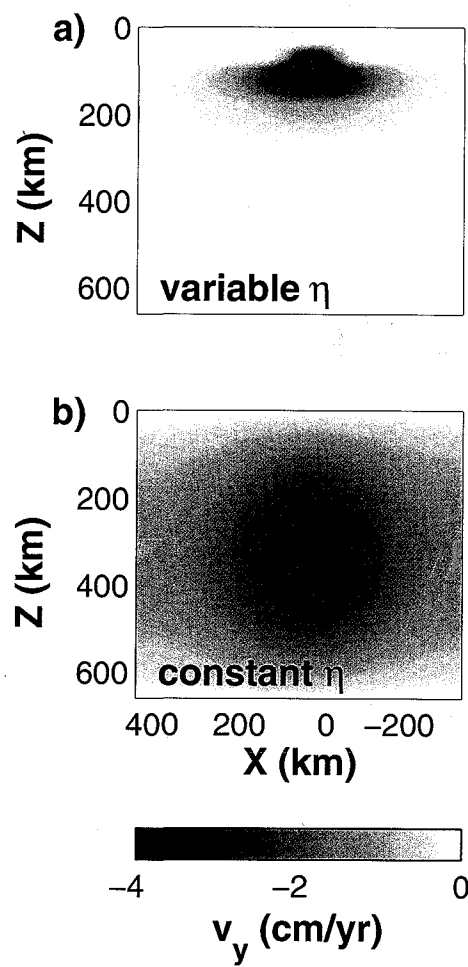 a)
0
200
400
600
Z (km)
variable η
b)
0
200
400
600
Z (km)
constant η
400 200 0 −200
X (km)
−4 −2 0
v_y (cm/yr)